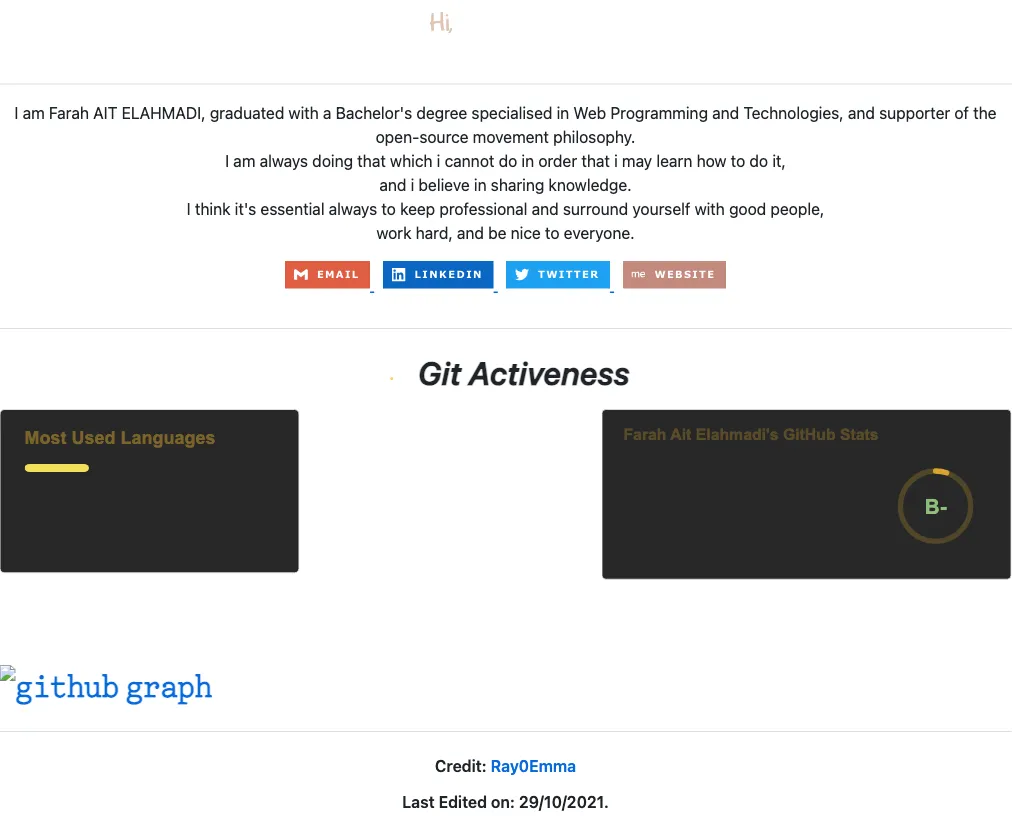 Hi,
I am Farah AIT ELAHMADI, graduated with a Bachelor's degree specialised in Web Programming and Technologies, and supporter of the
open-source movement philosophy.
I am always doing that which i cannot do in order that i may learn how to do it,
and i believe in sharing knowledge.
I think it's essential always to keep professional and surround yourself with good people,
work hard, and be nice to everyone.
EMAIL LINKEDIN TWITTER me WEBSITE
Git Activeness
Most Used Languages
Farah Ait Elahmadi's GitHub Stats
B-
github graph
Credit: Ray0Emma
Last Edited on: 29/10/2021.